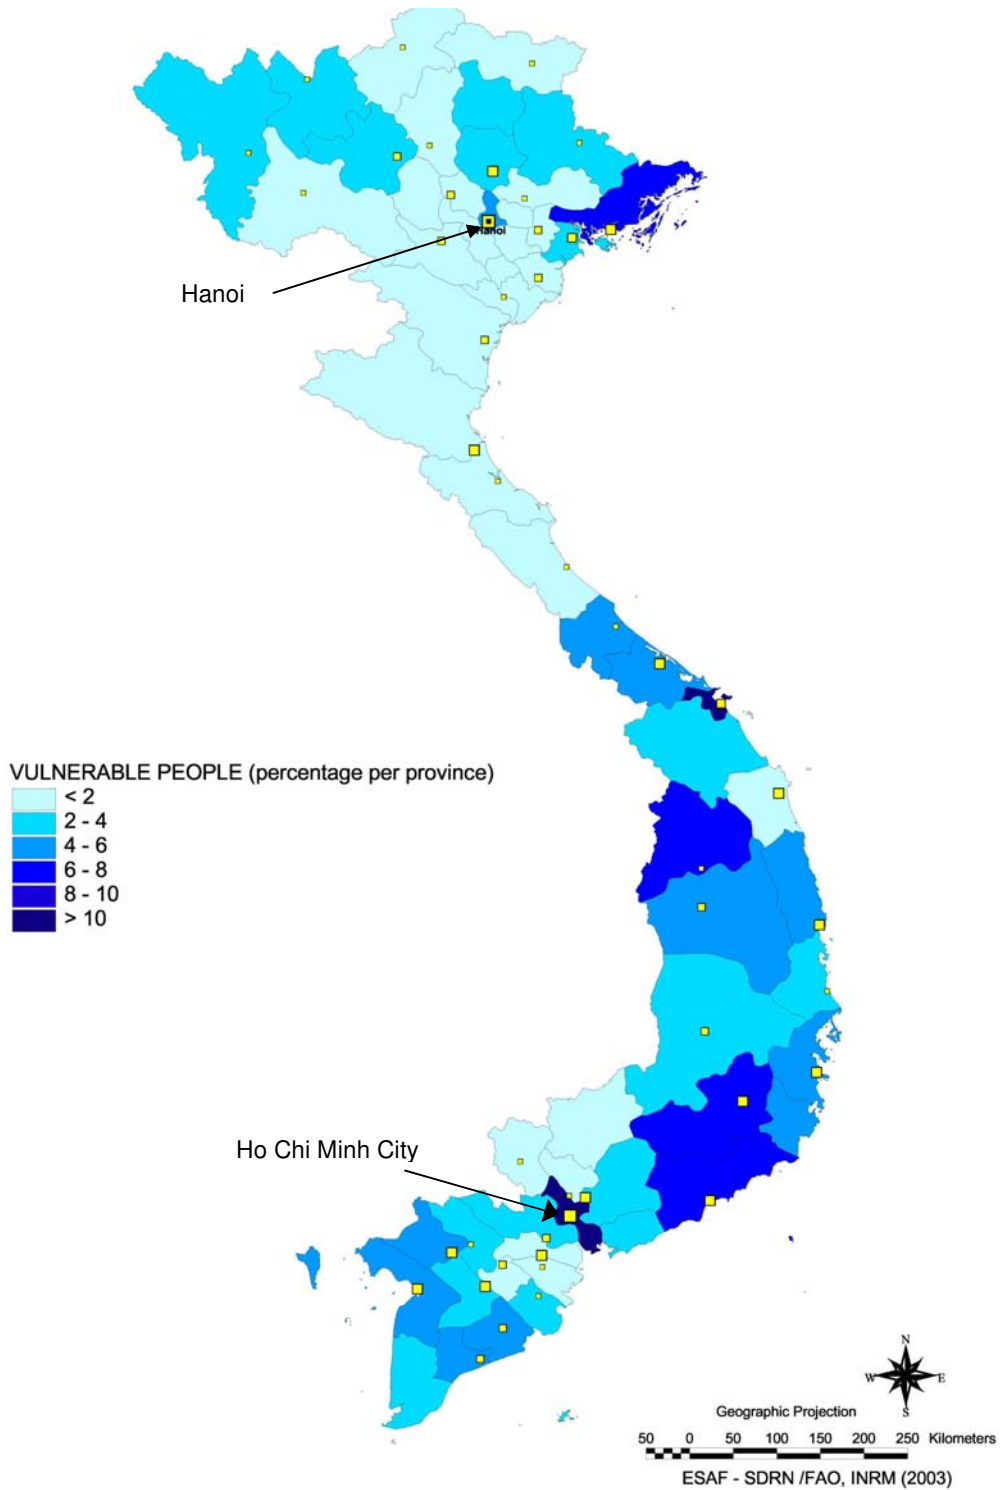 Hanoi
Hanoi
VULNERABLE PEOPLE (percentage per province)
< 2
2 - 4
4 - 6
6 - 8
8 - 10
> 10
Ho Chi Minh City
N
W E
S
Geographic Projection
50 0 50 100 150 200 250 Kilometers
ESAF - SDRN /FAO, INRM (2003)